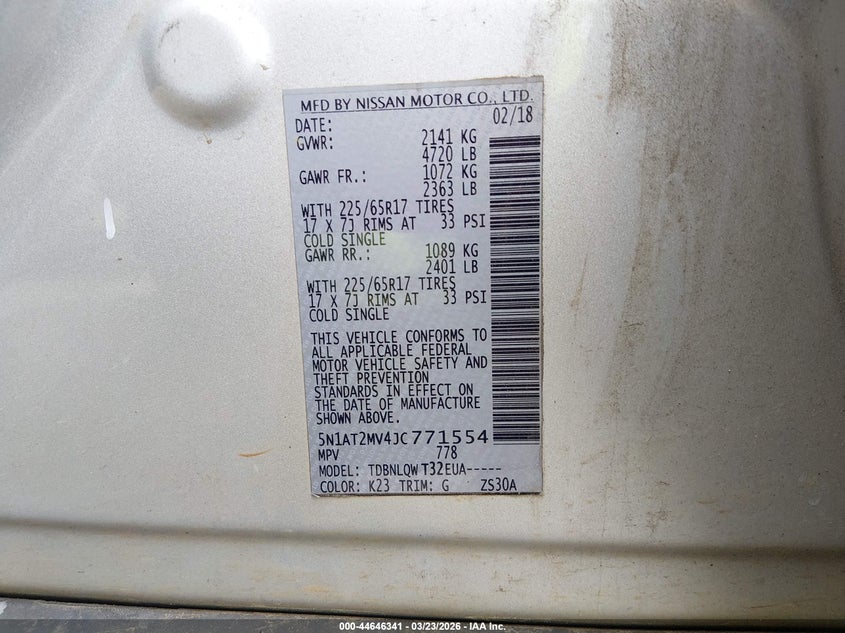 MFD BY NISSAN MOTOR CO., LTD.
DATE: 02/18
GVWR: 2141 KG
4720 LB
GAWR FR.: 1072 KG
2363 LB
WITH 225/65R17 TIRES
17 X 7J RIMS AT 33 PSI
COLD SINGLE
GAWR RR.: 1089 KG
2401 LB
WITH 225/65R17 TIRES
17 X 7J RIMS AT 33 PSI
COLD SINGLE
THIS VEHICLE CONFORMS TO
ALL APPLICABLE FEDERAL
MOTOR VEHICLE SAFETY AND
THEFT PREVENTION
STANDARDS IN EFFECT ON
THE DATE OF MANUFACTURE
SHOWN ABOVE.
5N1AT2MV4JC771554
MPV 778
MODEL: TDBNLQW T32EUA-----
COLOR: K23 TRIM: G ZS30A
000-44646341 - 03/23/2026 - IAA Inc.